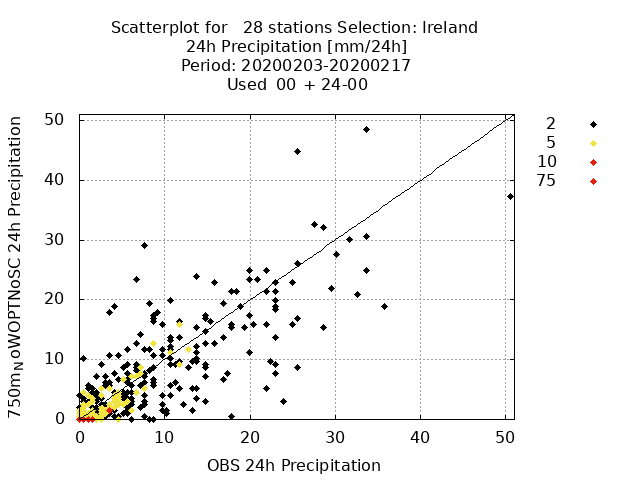 Scatterplot for 28 stations Selection: Ireland
24h Precipitation [mm/24h]
Period: 20200203-20200217
Used 00 + 24-00
750m_NoWOPTNoSC 24h Precipitation
50
40
30
20
10
0
0 10 20 30 40 50
OBS 24h Precipitation
2
5
10
75